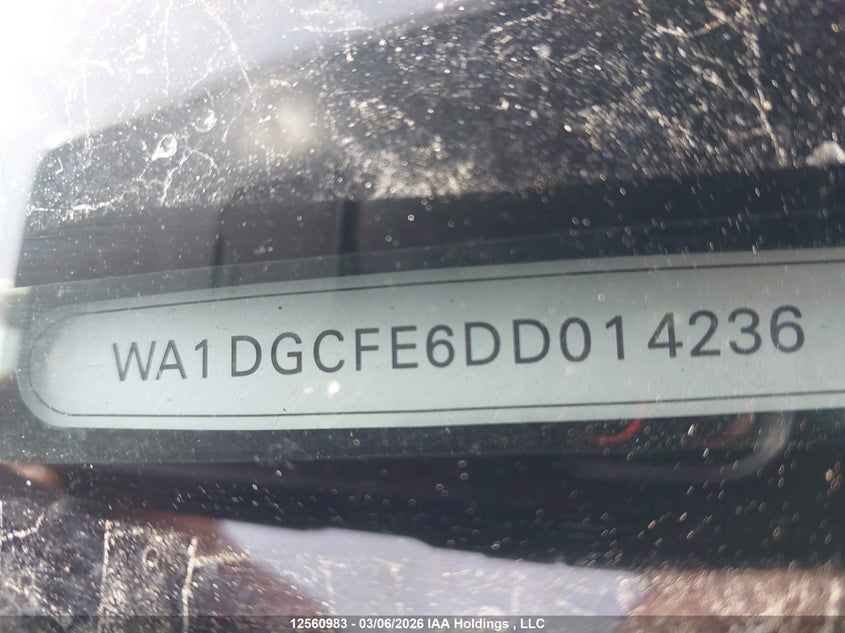 WA1DGCFE6DD014236
12560983 - 03/06/2026 IAA Holdings , LLC